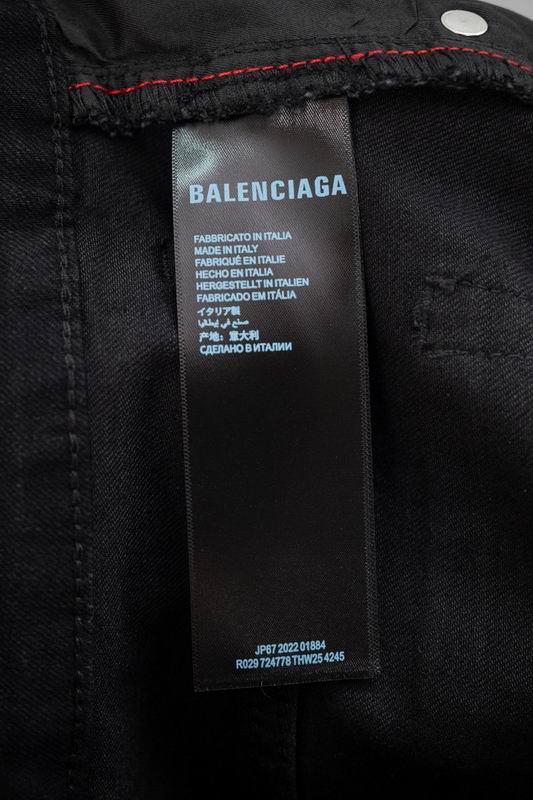 BALENCIAGA
FABBRICATO IN ITALIA
MADE IN ITALY
FABRIQUÉ EN ITALIE
HECHO EN ITALIA
HERGESTELLT IN ITALIEN
FABRICADO EM ITÁLIA
イタリア製
صنع في إيطاليا
产地：意大利
СДЕЛАНО В ИТАЛИИ
JP67 2022 01884
R029 724778 THW25 4245